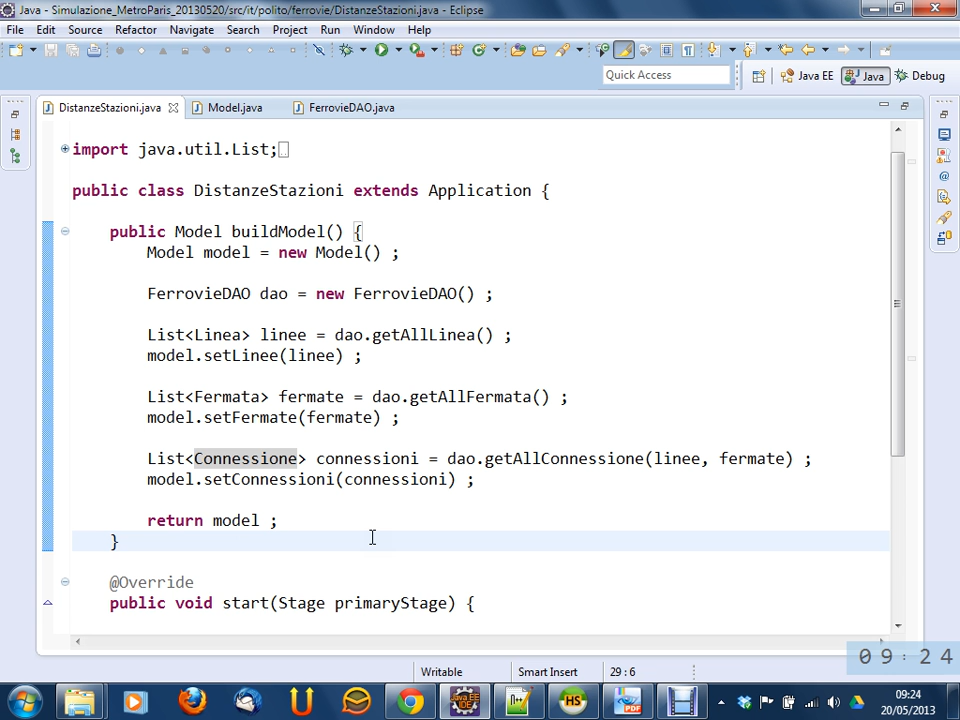 Java - Simulazione_MetroParis_20130520/src/it/polito/ferrovie/DistanzeStazioni.java - Eclipse
File Edit Source Refactor Navigate Search Project Run Window Help
Quick Access
Java EE Java Debug
DistanzeStazioni.java Model.java FerrovieDAO.java
import java.util.List;
public class DistanzeStazioni extends Application {
public Model buildModel() {
Model model = new Model() ;
FerrovieDAO dao = new FerrovieDAO() ;
List<Linea> linee = dao.getAllLinea() ;
model.setLinee(linee) ;
List<Fermata> fermate = dao.getAllFermata() ;
model.setFermate(fermate) ;
List<Connessione> connessioni = dao.getAllConnessione(linee, fermate) ;
model.setConnessioni(connessioni) ;
return model ;
}
@Override
public void start(Stage primaryStage) {
09:24
Writable Smart Insert 29 : 6
09:24
20/05/2013